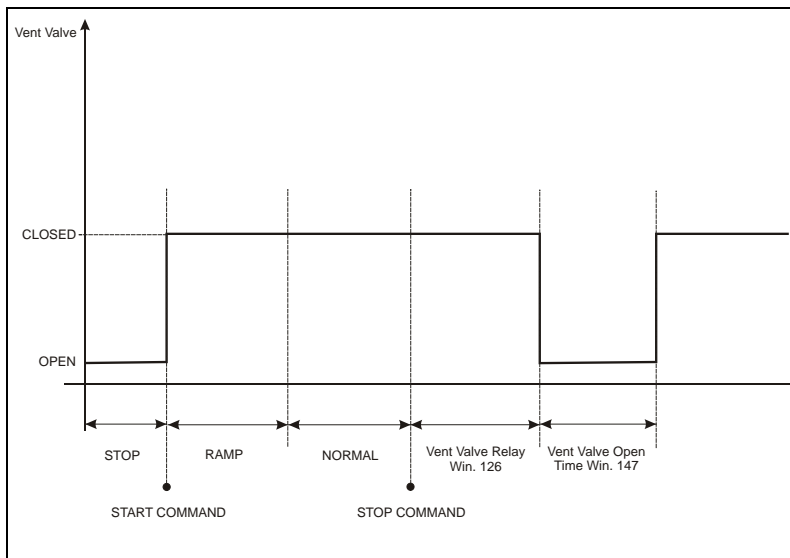 Vent Valve
CLOSED
OPEN
STOP
RAMP
NORMAL
Vent Valve Relay
Win. 126
Vent Valve Open
Time Win. 147
START COMMAND
STOP COMMAND